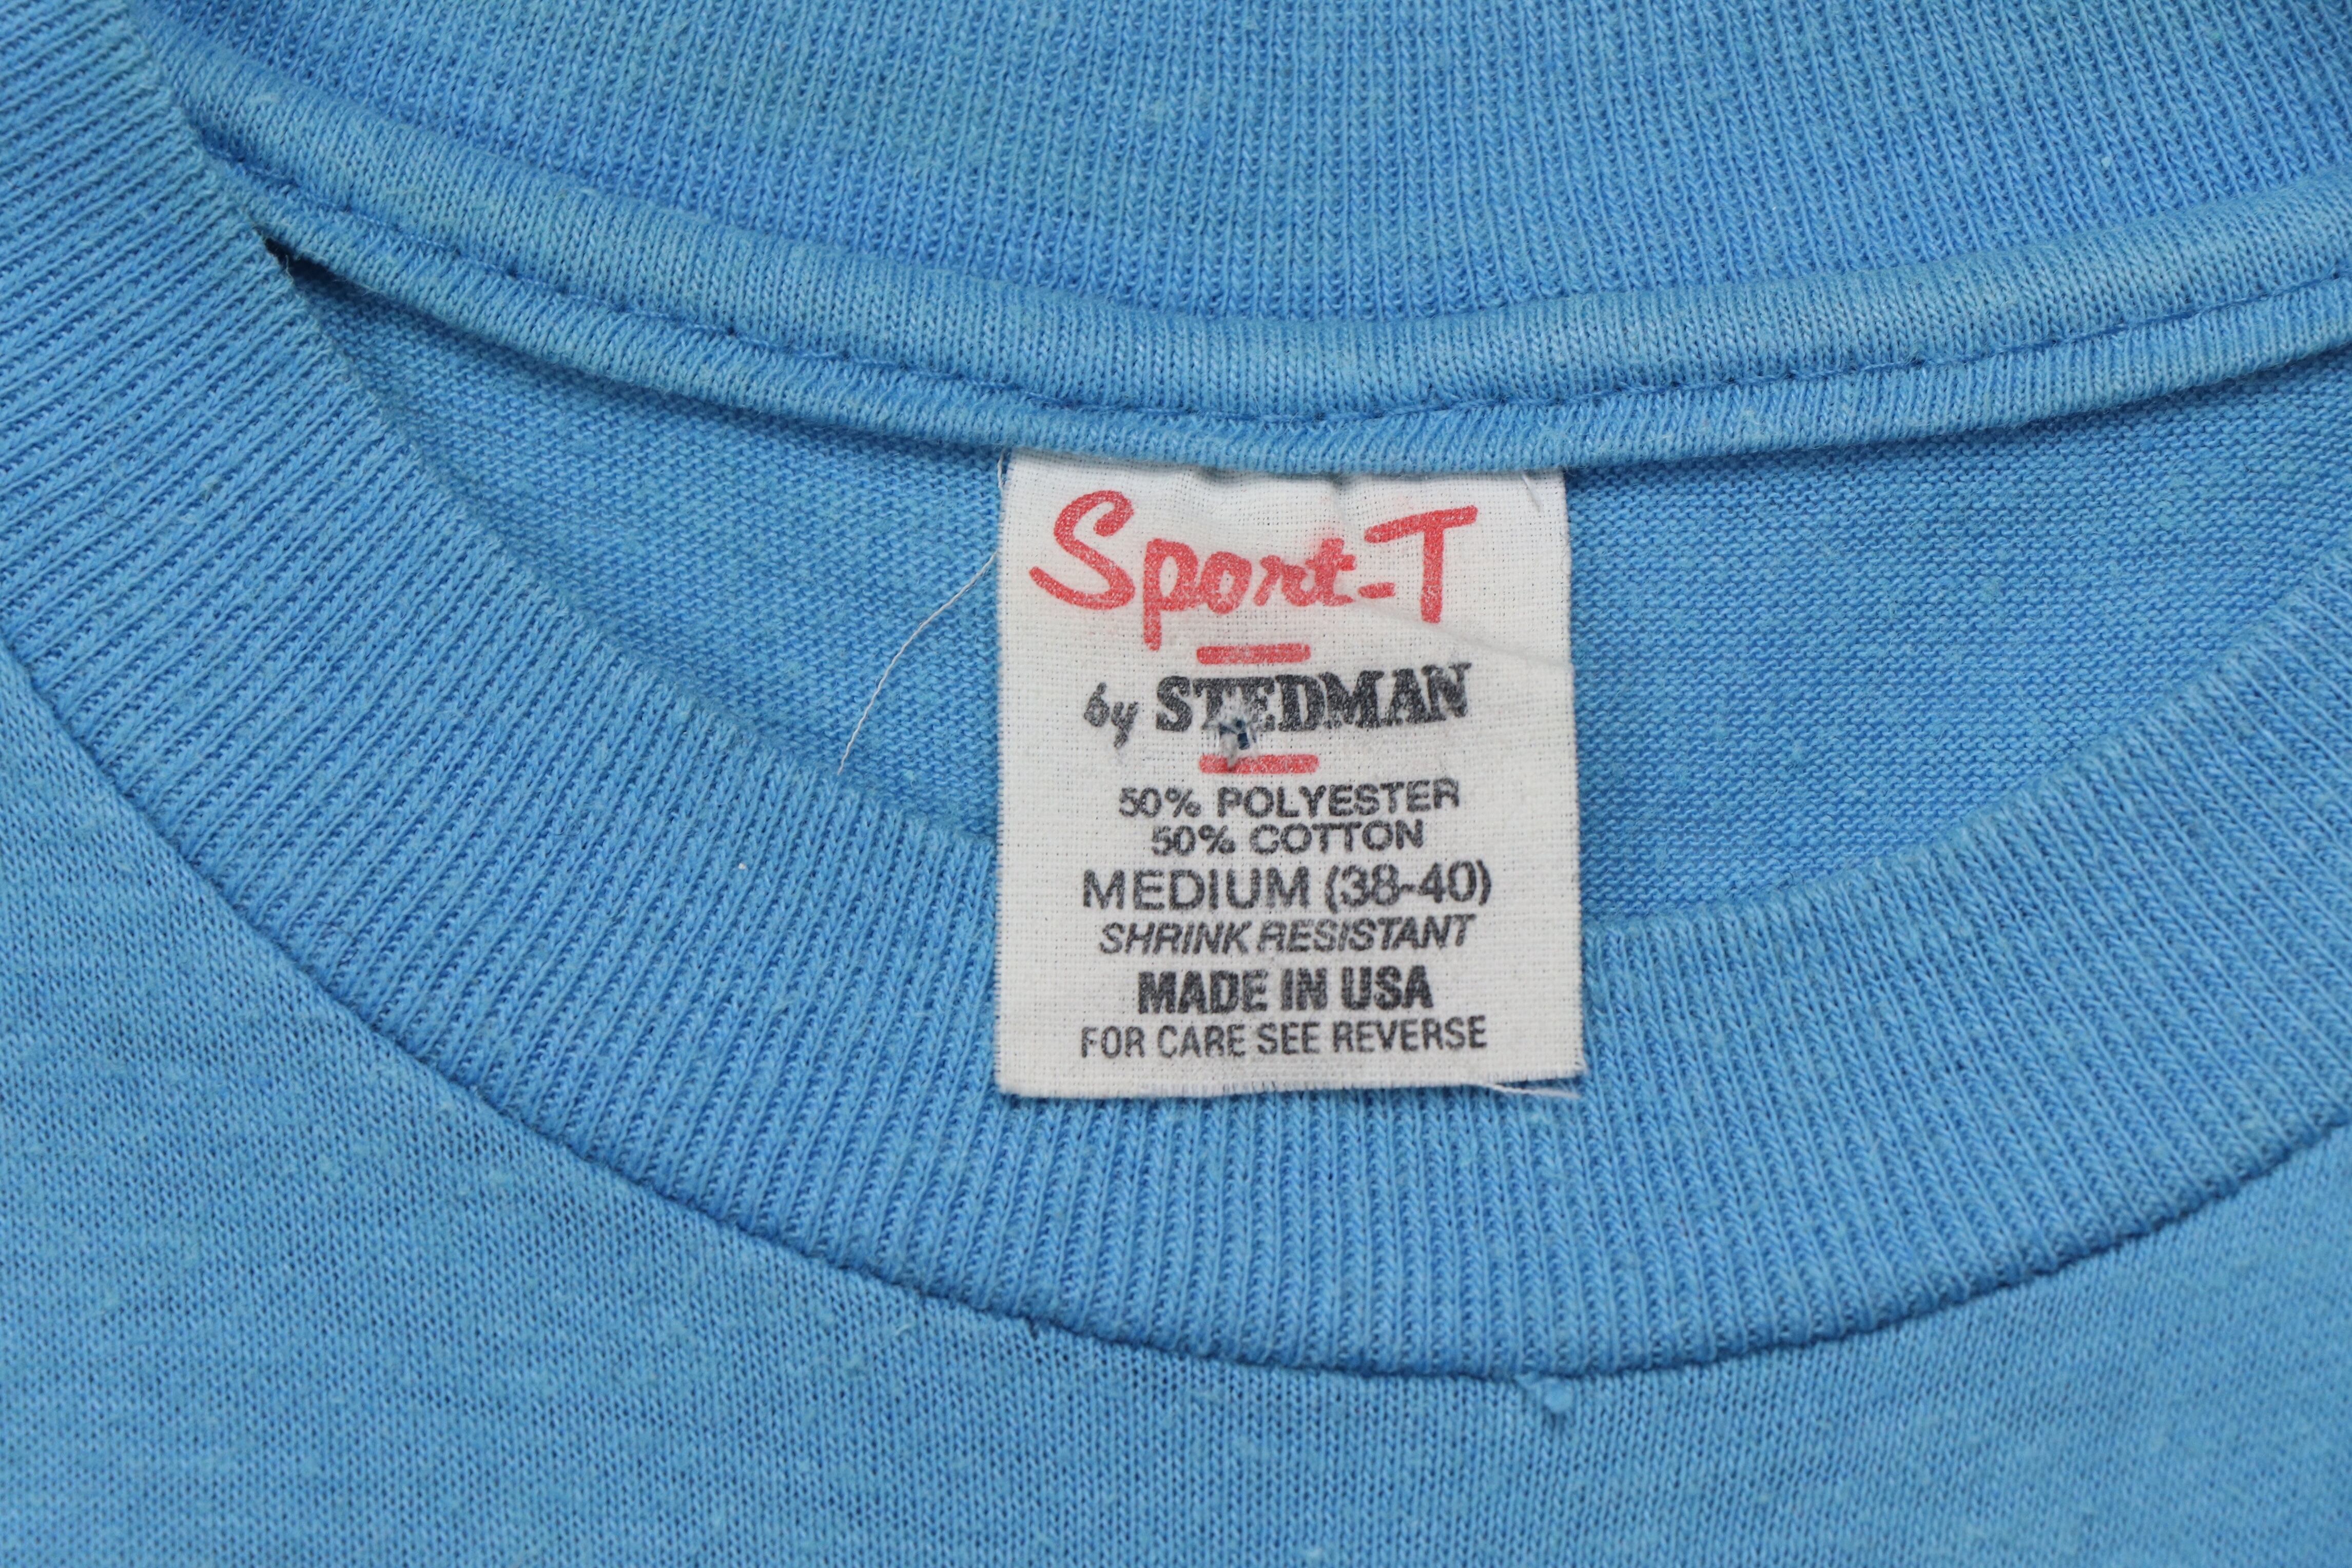 Sport-T
by STEDMAN
50% POLYESTER
50% COTTON
MEDIUM (38-40)
SHRINK RESISTANT
MADE IN USA
FOR CARE SEE REVERSE